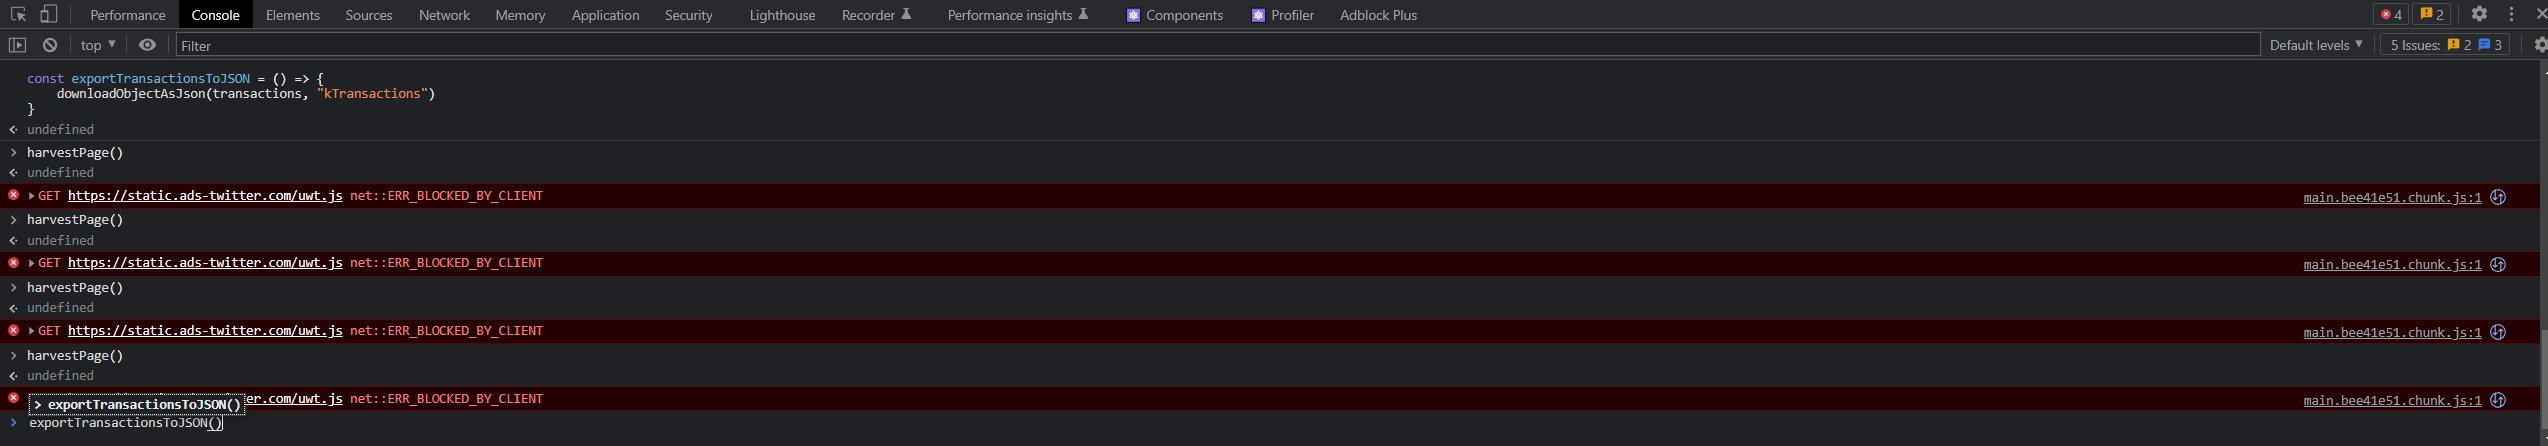 Performance Console Elements Sources Network Memory Application Security Lighthouse Recorder Performance insights Components Profiler Adblock Plus 4 2
top Filter Default levels 5 Issues: 2 3
const exportTransactionsToJSON = () => {
downloadObjectAsJson(transactions, "kTransactions")
}
undefined
harvestPage()
undefined
GET https://static.ads-twitter.com/uwt.js net::ERR_BLOCKED_BY_CLIENT main.bee41e51.chunk.js:1
harvestPage()
undefined
GET https://static.ads-twitter.com/uwt.js net::ERR_BLOCKED_BY_CLIENT main.bee41e51.chunk.js:1
harvestPage()
undefined
GET https://static.ads-twitter.com/uwt.js net::ERR_BLOCKED_BY_CLIENT main.bee41e51.chunk.js:1
harvestPage()
undefined
er.com/uwt.js net::ERR_BLOCKED_BY_CLIENT main.bee41e51.chunk.js:1
> exportTransactionsToJSON()
> exportTransactionsToJSON()